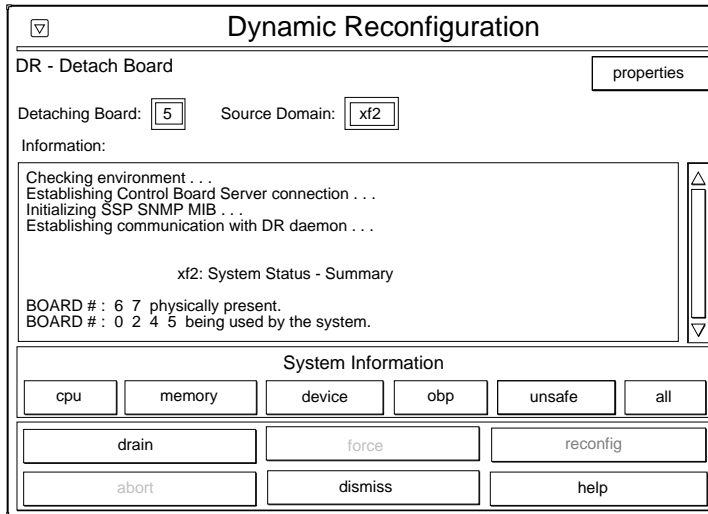 Dynamic Reconfiguration
DR - Detach Board
properties
Detaching Board: 5 Source Domain: xf2
Information:
Checking environment . . .
Establishing Control Board Server connection . . .
Initializing SSP SNMP MIB . . .
Establishing communication with DR daemon . . .
xf2: System Status - Summary
BOARD # : 6 7 physically present.
BOARD # : 0 2 4 5 being used by the system.
System Information
cpu memory device obp unsafe all
drain force reconfig
abort dismiss help